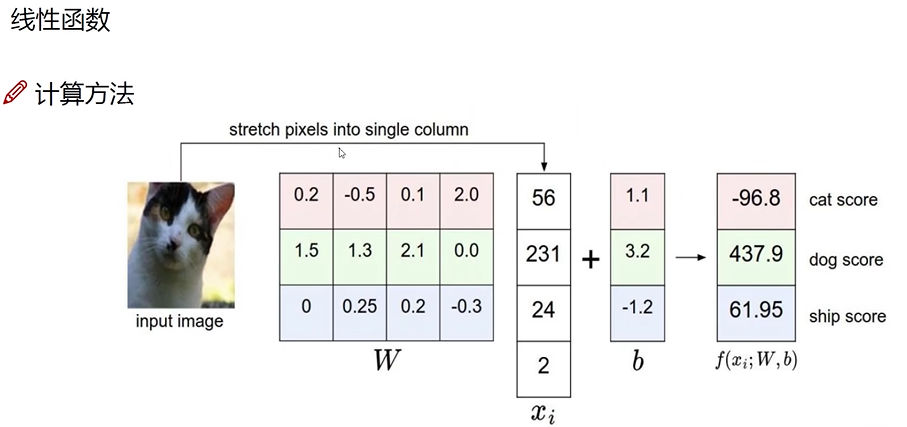 线性函数
计算方法
stretch pixels into single column
0.2 -0.5 0.1 2.0 56 1.1 -96.8 cat score
1.5 1.3 2.1 0.0 231 + 3.2 → 437.9 dog score
0 0.25 0.2 -0.3 24 -1.2 61.95 ship score
input image
2
W b f(xᵢ; W, b)
xᵢ